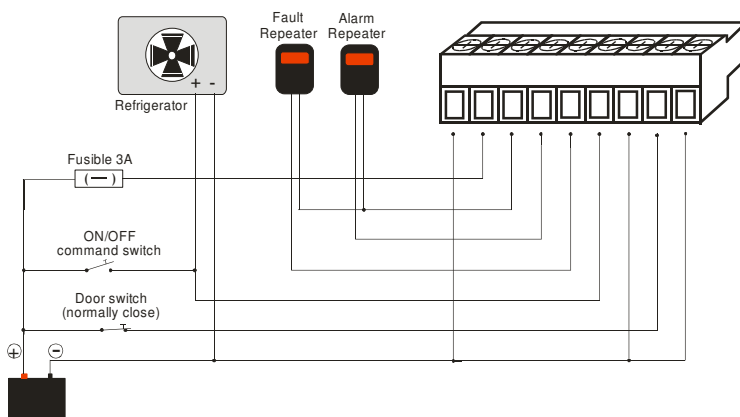 Fault
Repeater
Alarm
Repeater
+ -
Refrigerator
Fusible 3A
ON/OFF
command switch
Door switch
(normally close)
+ −